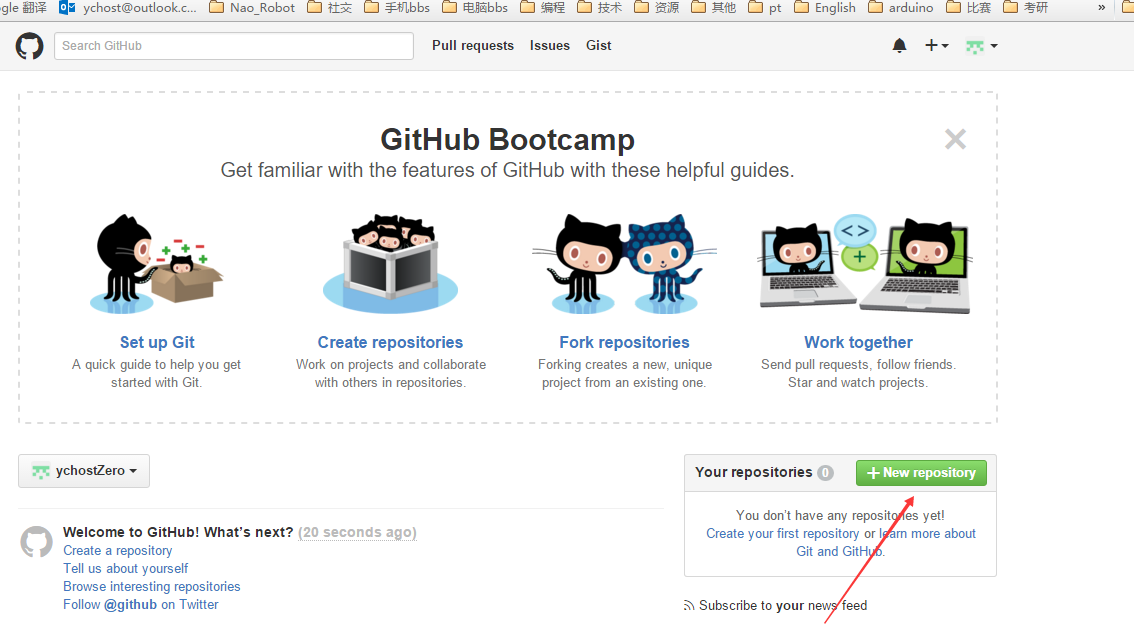 gle 翻译 ychost@outlook.c... Nao_Robot 社交 手机bbs 电脑bbs 编程 技术 资源 其他 pt English arduino 比赛 考研 »
Search GitHub Pull requests Issues Gist
GitHub Bootcamp
Get familiar with the features of GitHub with these helpful guides.
Set up Git
A quick guide to help you get
started with Git.
Create repositories
Work on projects and collaborate
with others in repositories.
Fork repositories
Forking creates a new, unique
project from an existing one.
Work together
Send pull requests, follow friends.
Star and watch projects.
ychostZero
Welcome to GitHub! What's next? (20 seconds ago)
Create a repository
Tell us about yourself
Browse interesting repositories
Follow @github on Twitter
Your repositories 0 + New repository
You don't have any repositories yet!
Create your first repository or learn more about
Git and GitHub.
Subscribe to your news feed